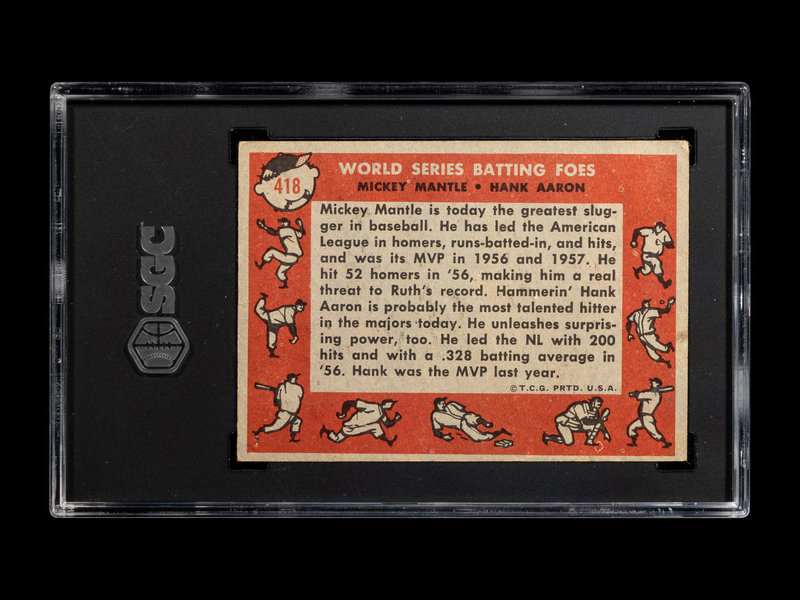 SGC
418
WORLD SERIES BATTING FOES
MICKEY MANTLE • HANK AARON
Mickey Mantle is today the greatest slug-
ger in baseball. He has led the American
League in homers, runs-batted-in, and hits,
and was its MVP in 1956 and 1957. He
hit 52 homers in '56, making him a real
threat to Ruth's record. Hammerin' Hank
Aaron is probably the most talented hitter
in the majors today. He unleashes surpris-
ing power, too. He led the NL with 200
hits and with a .328 batting average in
'56. Hank was the MVP last year.
© T.C.G. PRTD. U.S.A.